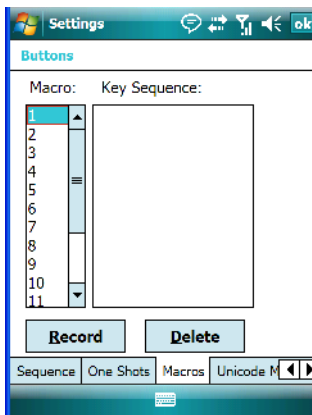 Settings ok
Buttons
Macro: Key Sequence:
1
2
3
4
5
6
7
8
9
10
11
Record Delete
Sequence One Shots Macros Unicode M